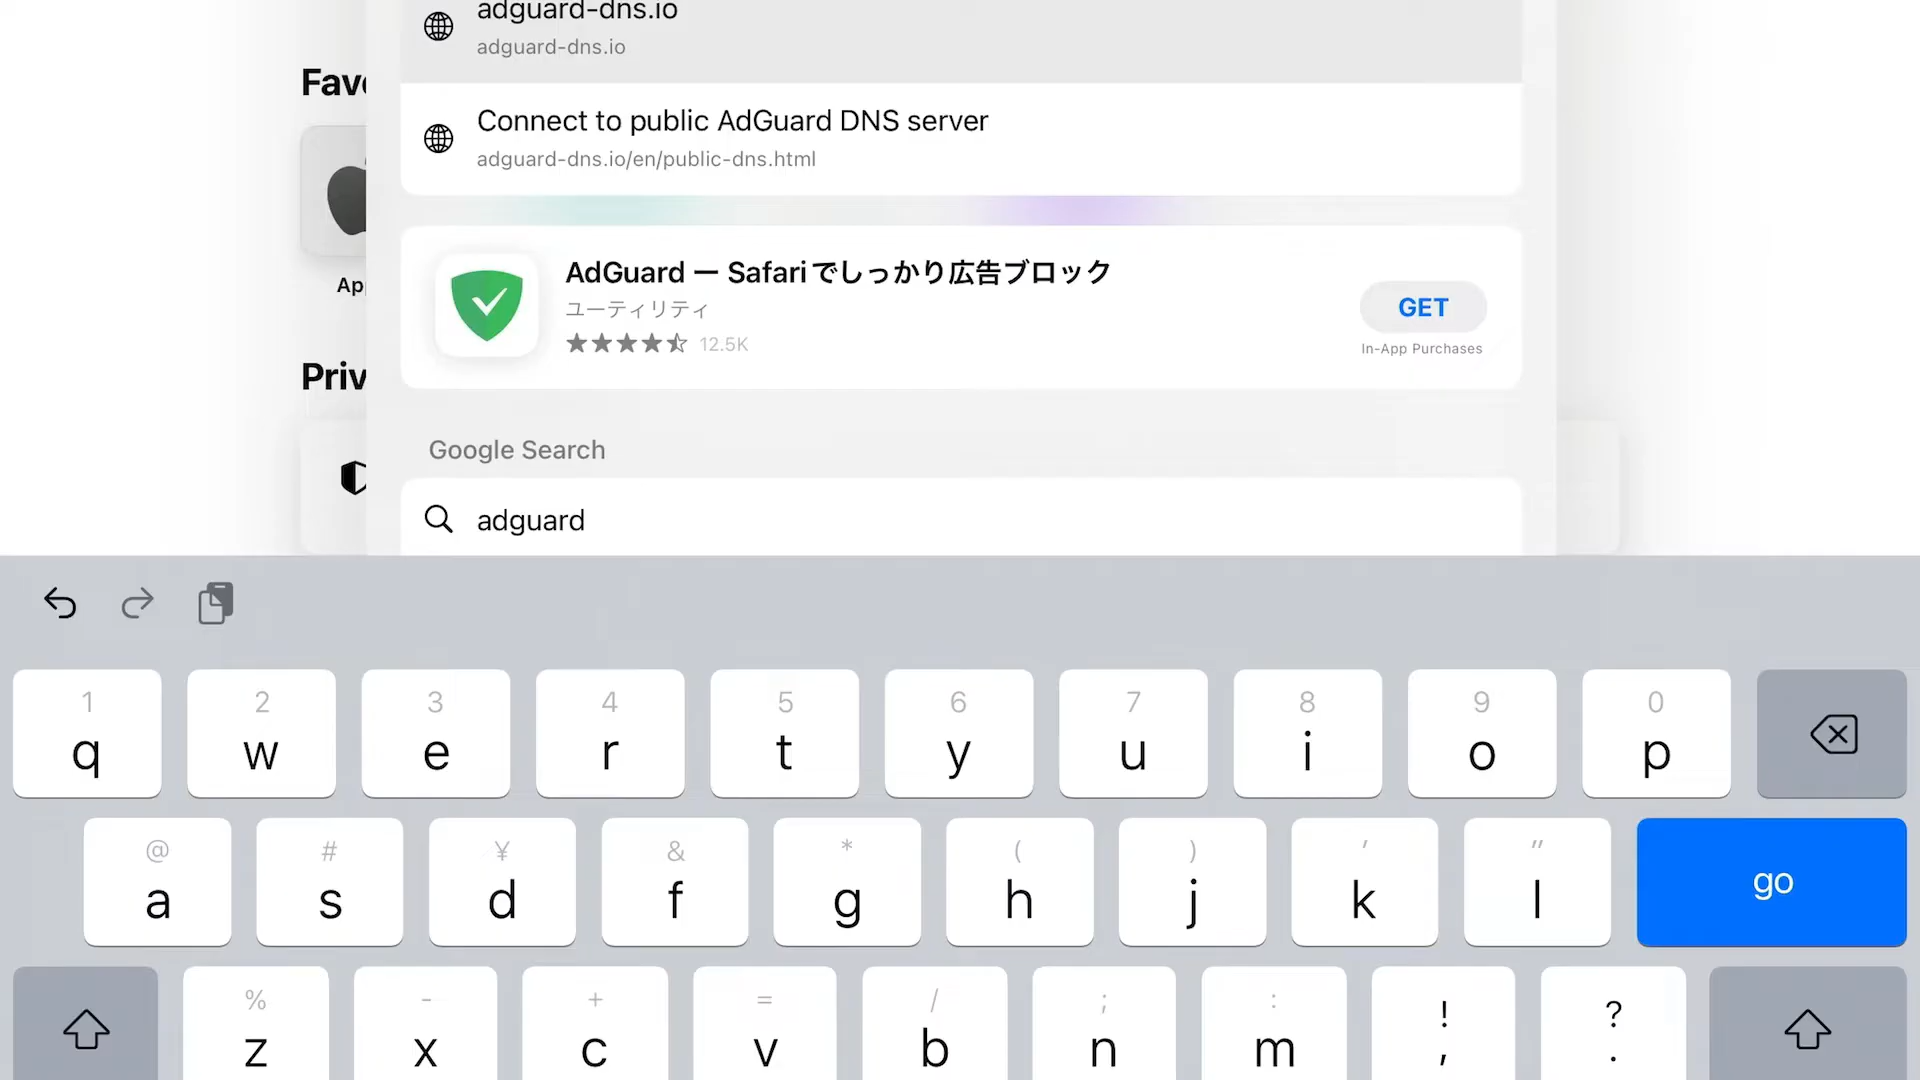 adguard-dns.io
adguard-dns.io
Favo
Connect to public AdGuard DNS server
adguard-dns.io/en/public-dns.html
AdGuard — Safariでしっかり広告ブロック
ユーティリティ
12.5K
GET
In-App Purchases
App
Priv
Google Search
adguard
1 2 3 4 5 6 7 8 9 0
q w e r t y u i o p
@ # ¥ & * ( ) ' "
a s d f g h j k l go
% - + = / ; : ! ?
z x c v b n m , .